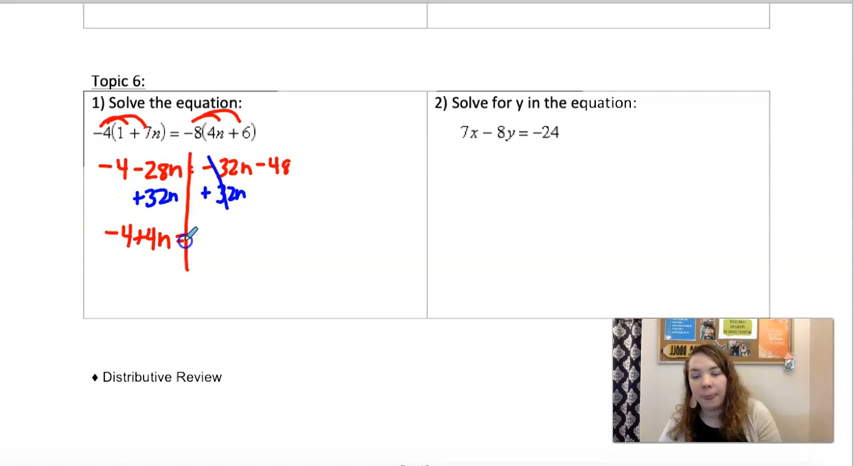 Topic 6:
1) Solve the equation:
−4(1 + 7n) = −8(4n + 6)
-4 -28n = -32n -48
+32n + 32n
-4+4n =
2) Solve for y in the equation:
7x − 8y = −24
♦ Distributive Review